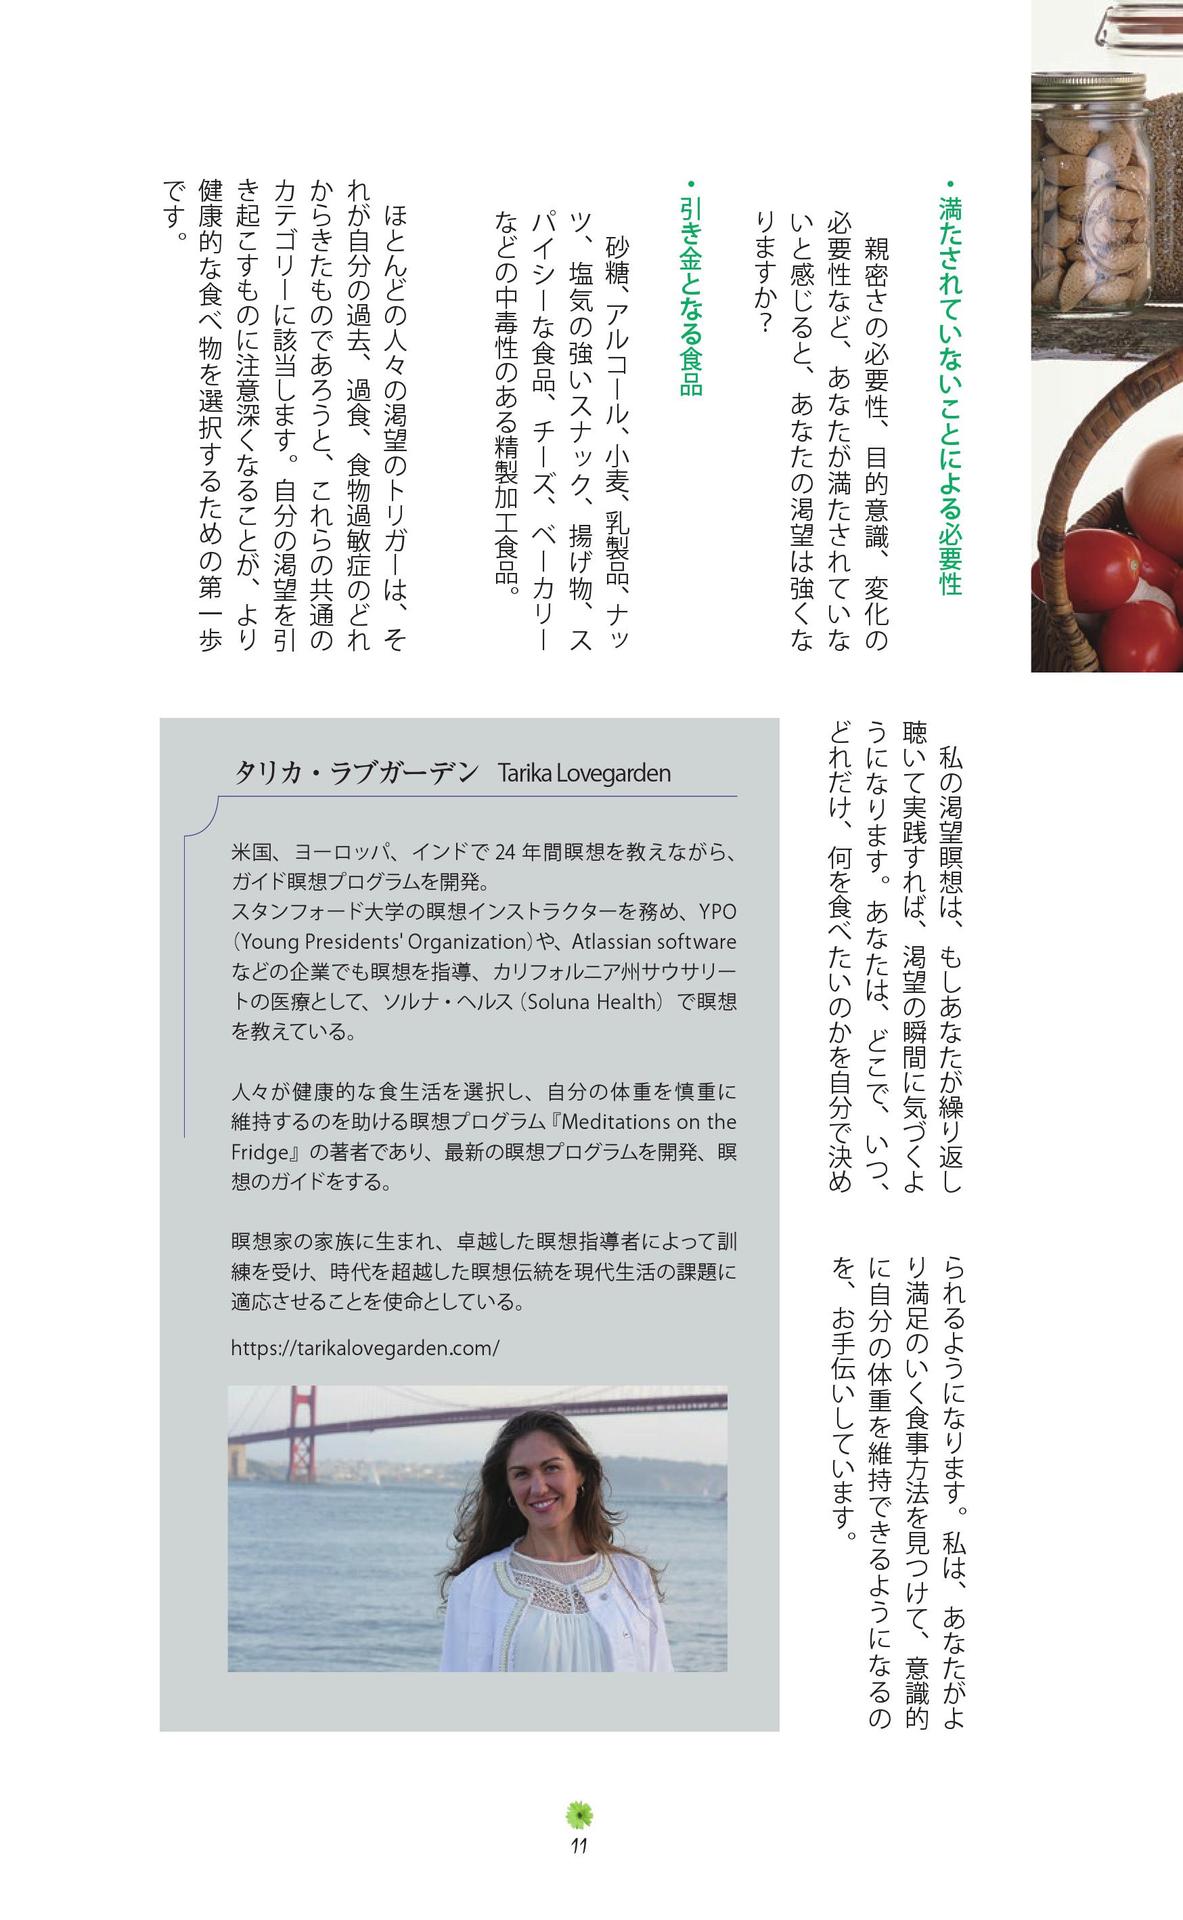 ・満たされていないことによる必要性
親密さの必要性、目的意識、変化の
必要性など、あなたが満たされていな
いと感じると、あなたの渇望は強くな
りますか？
・引き金となる食品
砂糖、アルコール、小麦、乳製品、ナッ
ツ、塩気の強いスナック、揚げ物、ス
パイシーな食品、チーズ、ベーカリー
などの中毒性のある精製加工食品。
ほとんどの人々の渇望のトリガーは、そ
れが自分の過去、過食、食物過敏症のどれ
からきたものであろうと、これらの共通の
カテゴリーに該当します。自分の渇望を引
き起こすものに注意深くなることが、より
健康的な食べ物を選択するための第一歩
です。
私の渇望瞑想は、もしあなたが繰り返し
聴いて実践すれば、渇望の瞬間に気づくよ
うになります。あなたは、どこで、いつ、
どれだけ、何を食べたいのかを自分で決め
られるようになります。私は、あなたがよ
り満足のいく食事方法を見つけて、意識的
に自分の体重を維持できるようになるの
を、お手伝いしています。
タリカ・ラブガーデン Tarika Lovegarden
米国、ヨーロッパ、インドで 24 年間瞑想を教えながら、
ガイド瞑想プログラムを開発。
スタンフォード大学の瞑想インストラクターを務め、YPO
（Young Presidents' Organization）や、Atlassian software
などの企業でも瞑想を指導、カリフォルニア州サウサリー
トの医療として、ソルナ・ヘルス（Soluna Health）で瞑想
を教えている。
人々が健康的な食生活を選択し、自分の体重を慎重に
維持するのを助ける瞑想プログラム『Meditations on the
Fridge』の著者であり、最新の瞑想プログラムを開発、瞑
想のガイドをする。
瞑想家の家族に生まれ、卓越した瞑想指導者によって訓
練を受け、時代を超越した瞑想伝統を現代生活の課題に
適応させることを使命としている。
https://tarikalovegarden.com/
11